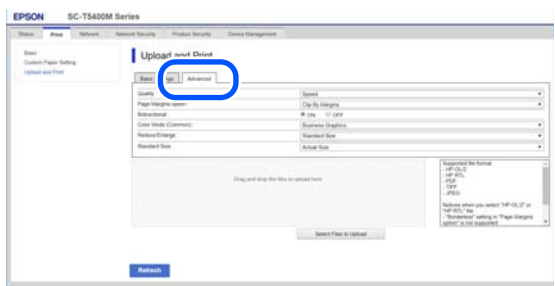 EPSON SC-T5400M Series
Status Print Network Network Security Product Security Device Management
Basic
Custom Paper Setting
Upload and Print
Upload and Print
Basic Advanced
Quality : Speed
Page Margins option : Clip By Margins
Bidirectional : ON OFF
Color Mode (Common) : Business Graphics
Reduce/Enlarge : Standard Size
Standard Size : Actual Size
Drag and drop the files to upload here.
Supported file format
- HP-GL/2
- HP-RTL
- PDF
- TIFF
- JPEG
Notices when you select "HP-GL/2" or
"HP-RTL" file
- "Borderless" setting in "Page Margins
option" is not supported
Select Files to Upload
Refresh